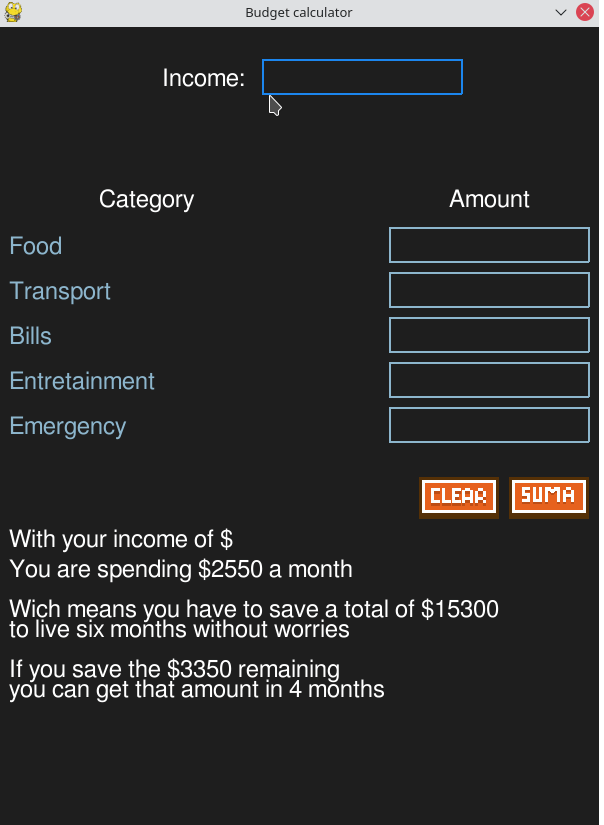 Budget calculator
Income:
Category Amount
Food
Transport
Bills
Entretainment
Emergency
CLEAR SUMA
With your income of $
You are spending $2550 a month
Wich means you have to save a total of $15300
to live six months without worries
If you save the $3350 remaining
you can get that amount in 4 months